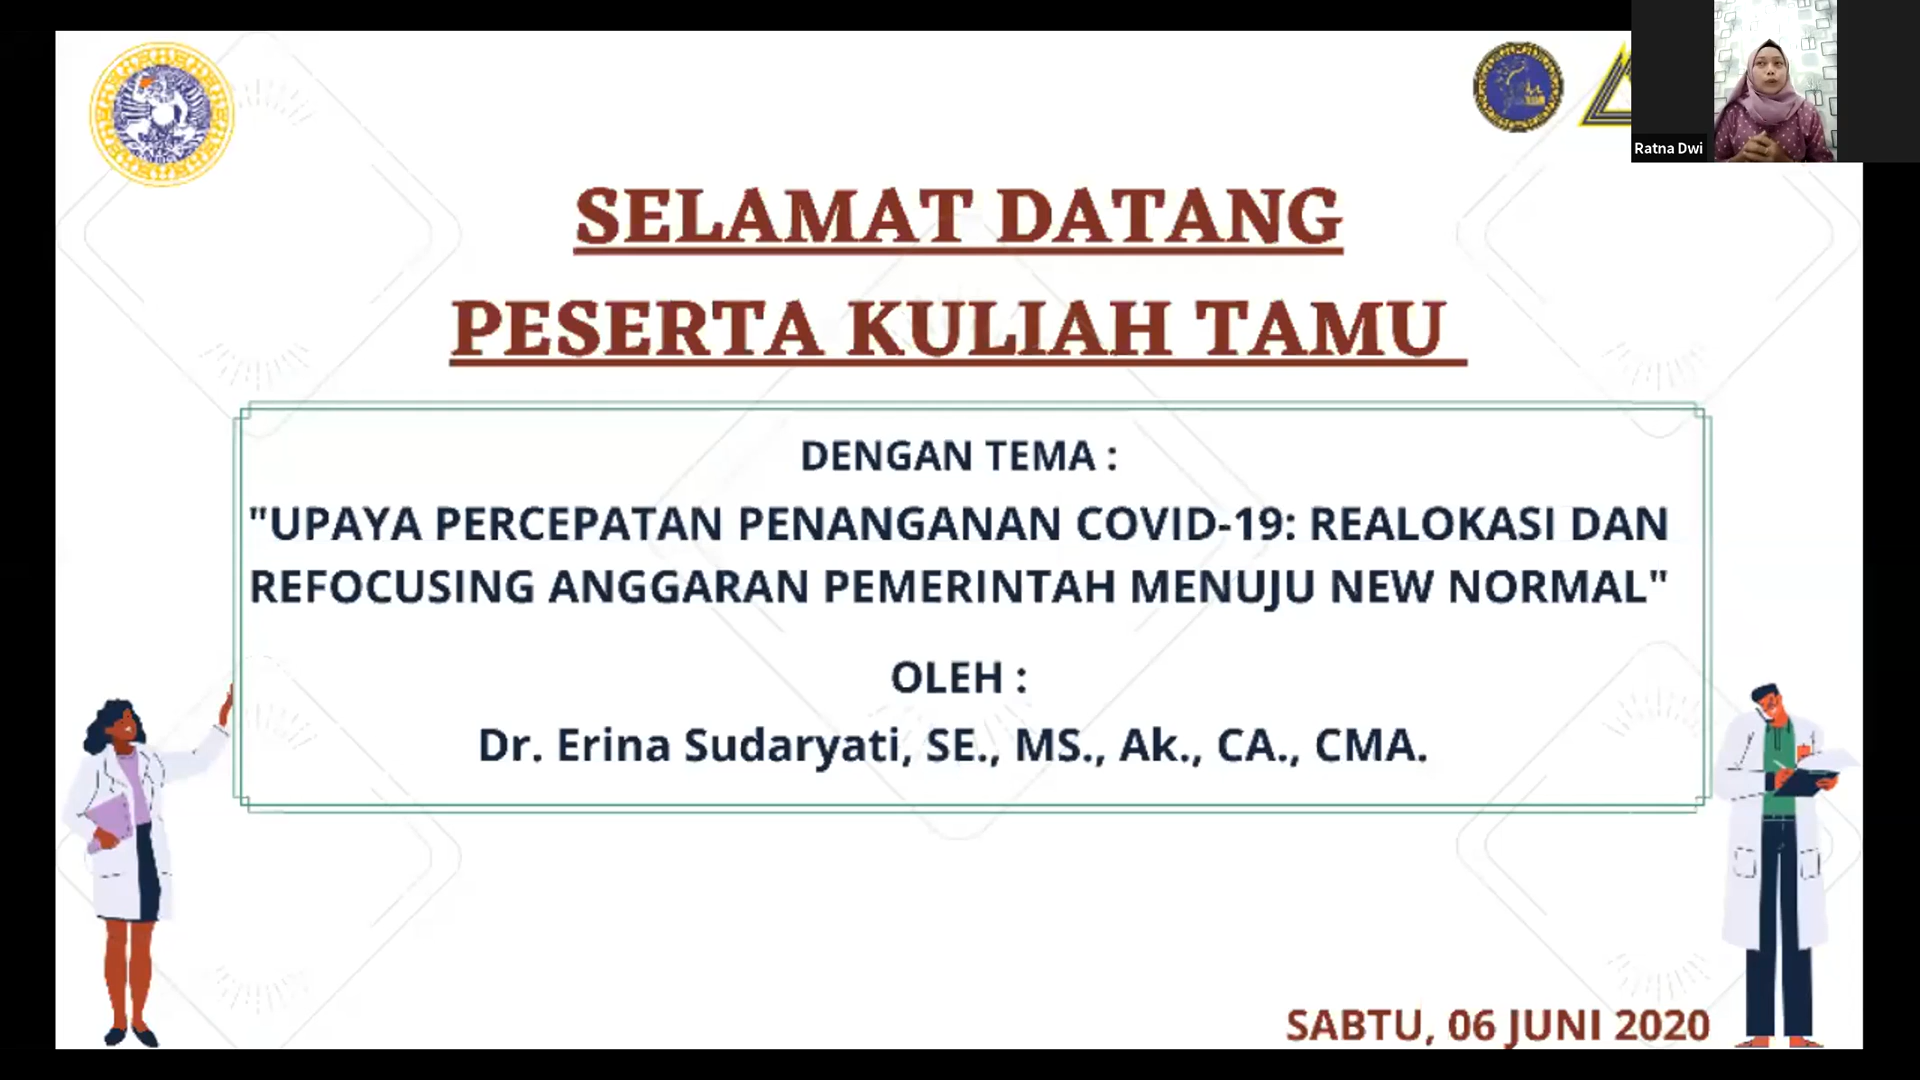 Ratna Dwi
SELAMAT DATANG
PESERTA KULIAH TAMU
DENGAN TEMA :
"UPAYA PERCEPATAN PENANGANAN COVID-19: REALOKASI DAN
REFOCUSING ANGGARAN PEMERINTAH MENUJU NEW NORMAL"
OLEH :
Dr. Erina Sudaryati, SE., MS., Ak., CA., CMA.
SABTU, 06 JUNI 2020